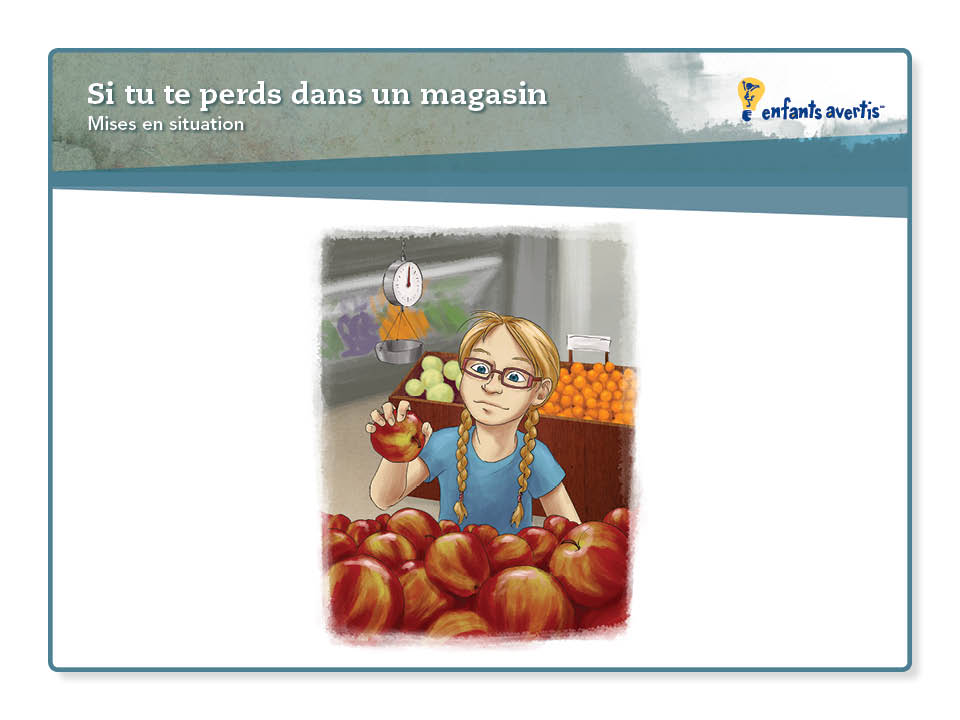 Si tu te perds dans un magasin
Mises en situation
enfants avertis